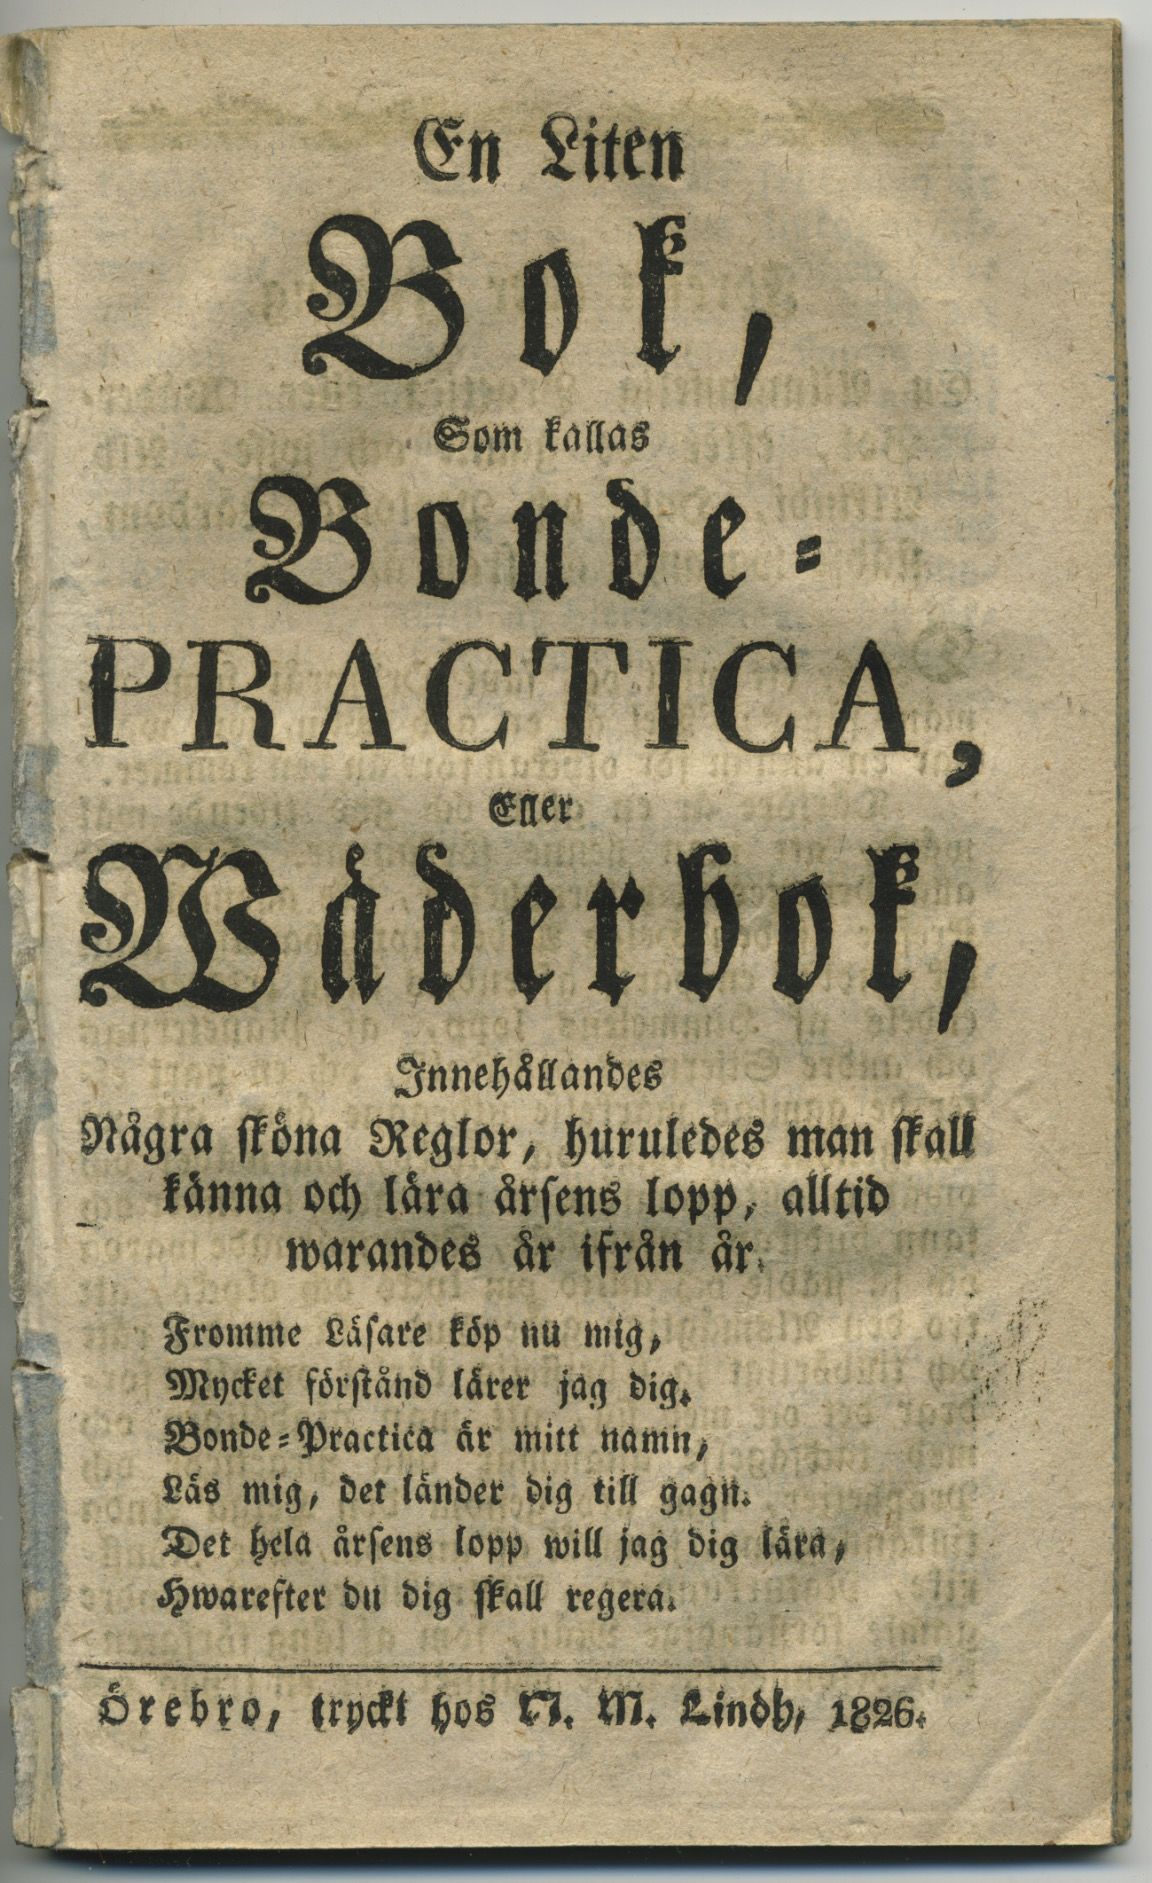 En Liten
Bok,
Som kallas
Bonde-
PRACTICA,
Eller
Wäderbok,
Innehållandes
Några sköna Reglor, huruledes man skall
känna och lära årsens lopp, alltid
warandes år ifrån år.
Fromme Läsare köp nu mig,
Mycket förstånd lärer jag dig.
Bonde-Practica är mitt namn,
Läs mig, det länder dig till gagn.
Det hela årsens lopp will jag dig lära,
Hwarefter du dig skall regera.
Örebro, tryckt hos N. M. Lindh, 1826.